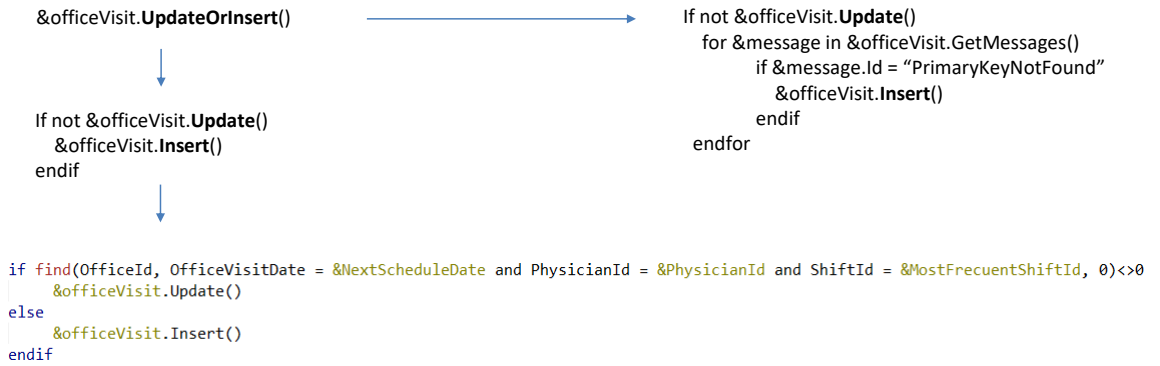 &officeVisit.UpdateOrInsert()
If not &officeVisit.Update()
for &message in &officeVisit.GetMessages()
if &message.Id = “PrimaryKeyNotFound”
&officeVisit.Insert()
endif
endfor
If not &officeVisit.Update()
&officeVisit.Insert()
endif
if find(OfficeId, OfficeVisitDate = &NextScheduleDate and PhysicianId = &PhysicianId and ShiftId = &MostFrecuentShiftId, 0)<>0
&officeVisit.Update()
else
&officeVisit.Insert()
endif